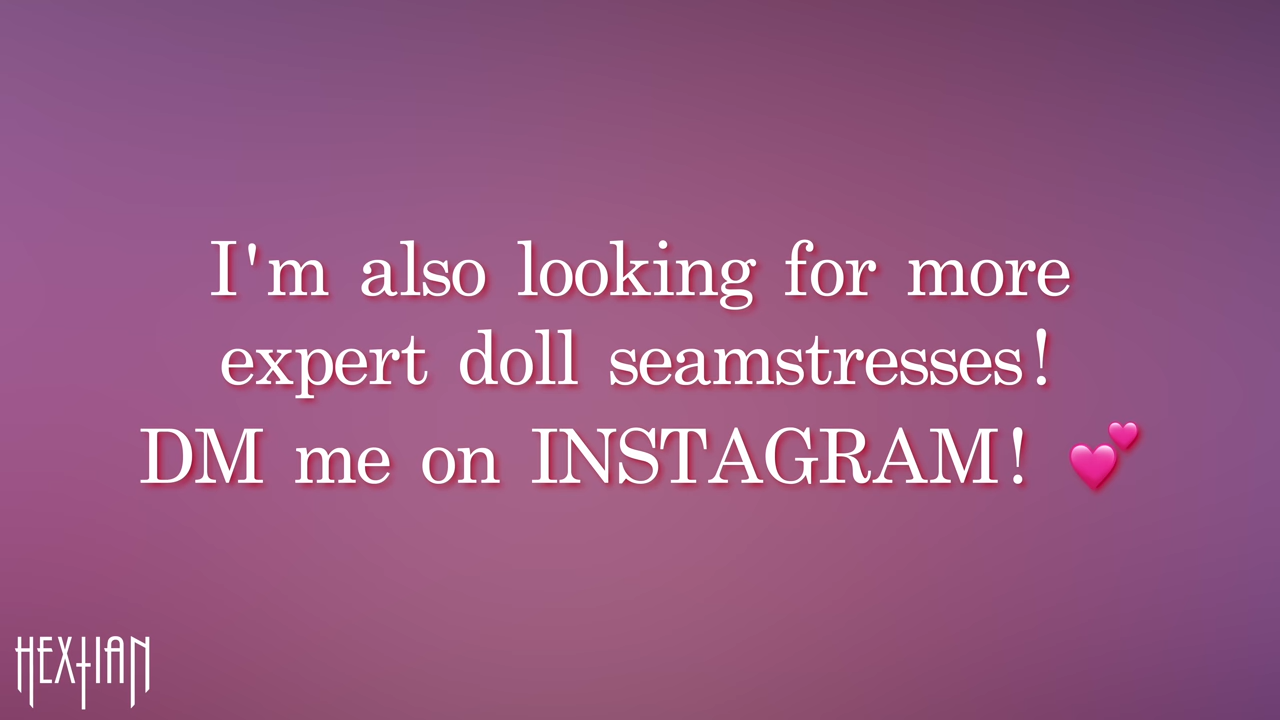 I'm also looking for more
expert doll seamstresses!
DM me on INSTAGRAM! 💕
HEXTIAN